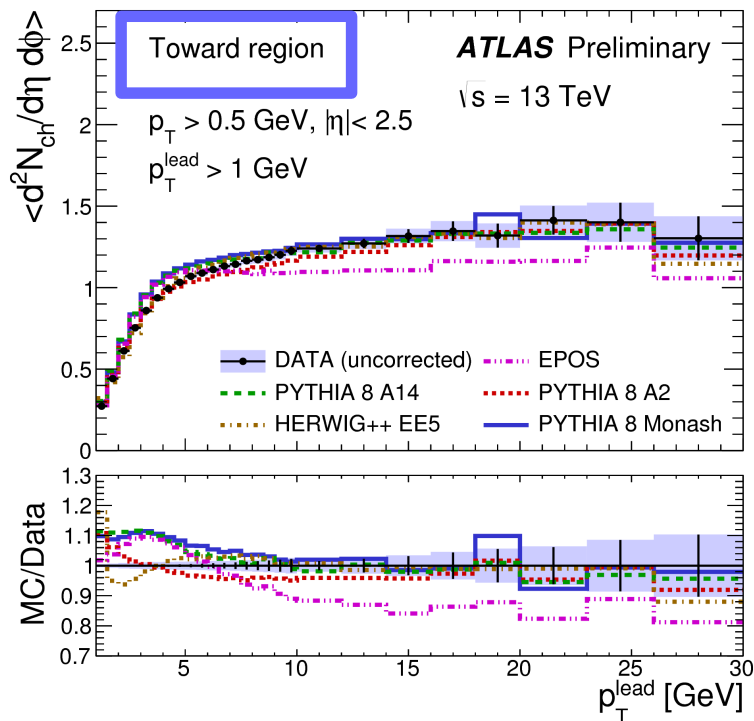 <d²N_ch/dη dφ>
2.5
2
1.5
1
0.5
0
Toward region
ATLAS Preliminary
√s = 13 TeV
p_T > 0.5 GeV, |η|< 2.5
p_T^lead > 1 GeV
DATA (uncorrected)
EPOS
PYTHIA 8 A14
PYTHIA 8 A2
HERWIG++ EE5
PYTHIA 8 Monash
MC/Data
1.3
1.2
1.1
1
0.9
0.8
0.7
5 10 15 20 25 30
p_T^lead [GeV]